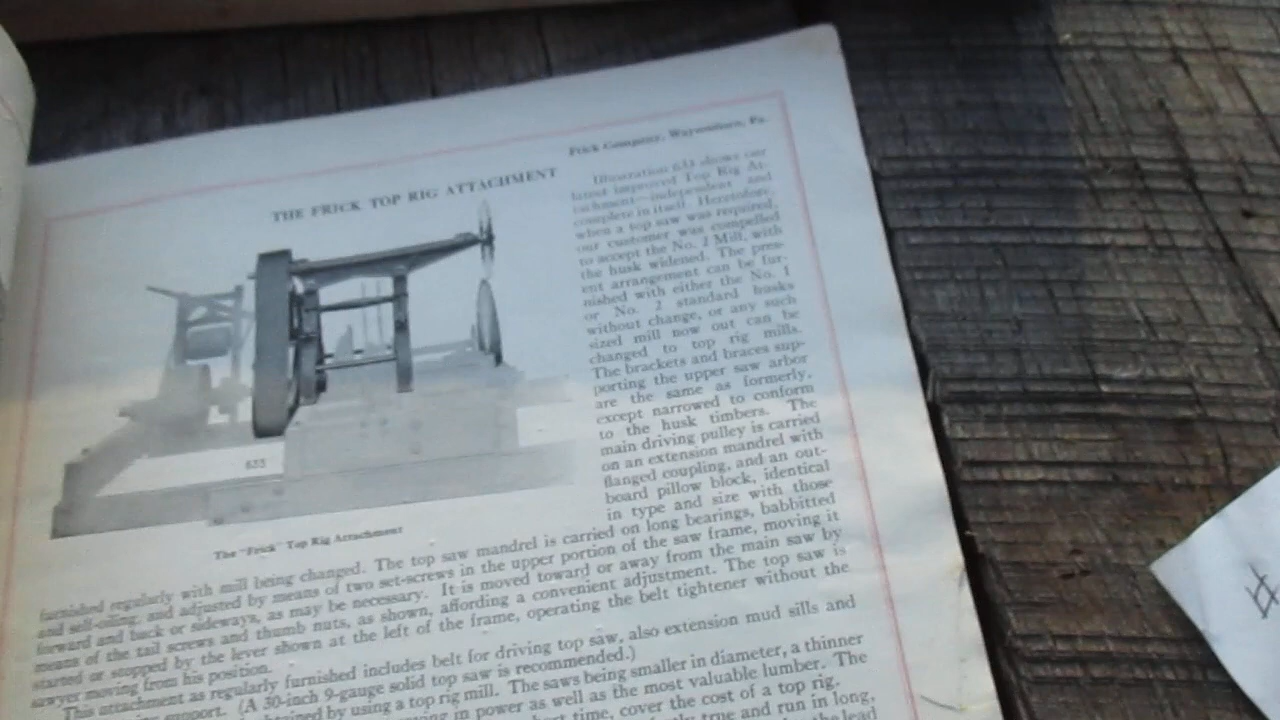 Frick Company, Waynesboro, Pa.
THE FRICK TOP RIG ATTACHMENT
Illustration 633 shows our
latest improved Top Rig At-
tachment—independent and
complete in itself. Heretofore,
when a top saw was required,
our customer was compelled
to accept the No. 2 Mill, with
the husk widened. The pres-
ent arrangement can be fur-
nished with either the No. 1
or No. 2 standard husks
without change, or any such
sized mill now out can be
changed to top rig mills.
The brackets and braces sup-
porting the upper saw arbor
are the same as formerly,
except narrowed to conform
to the husk timbers. The
main driving pulley is carried
on an extension mandrel with
flanged coupling, and an out-
board pillow block, identical
in type and size with those
633
The "Frick" Top Rig Attachment
furnished regularly with mill being changed. The top saw mandrel is carried on long bearings, babbitted
and self-oiling, and adjusted by means of two set-screws in the upper portion of the saw frame, moving it
forward and back or sideways, as may be necessary. It is moved toward or away from the main saw by
means of the tail screws and thumb nuts, as shown, affording a convenient adjustment. The top saw is
started or stopped by the lever shown at the left of the frame, operating the belt tightener without the
sawyer moving from his position.
This attachment as regularly furnished includes belt for driving top saw, also extension mud sills and
support. (A 30-inch 9-gauge solid top saw is recommended.)
by using a top rig mill. The saws being smaller in diameter, a thinner
in power as well as the most valuable lumber. The
time, cover the cost of a top rig.
true and run in long,
the lead